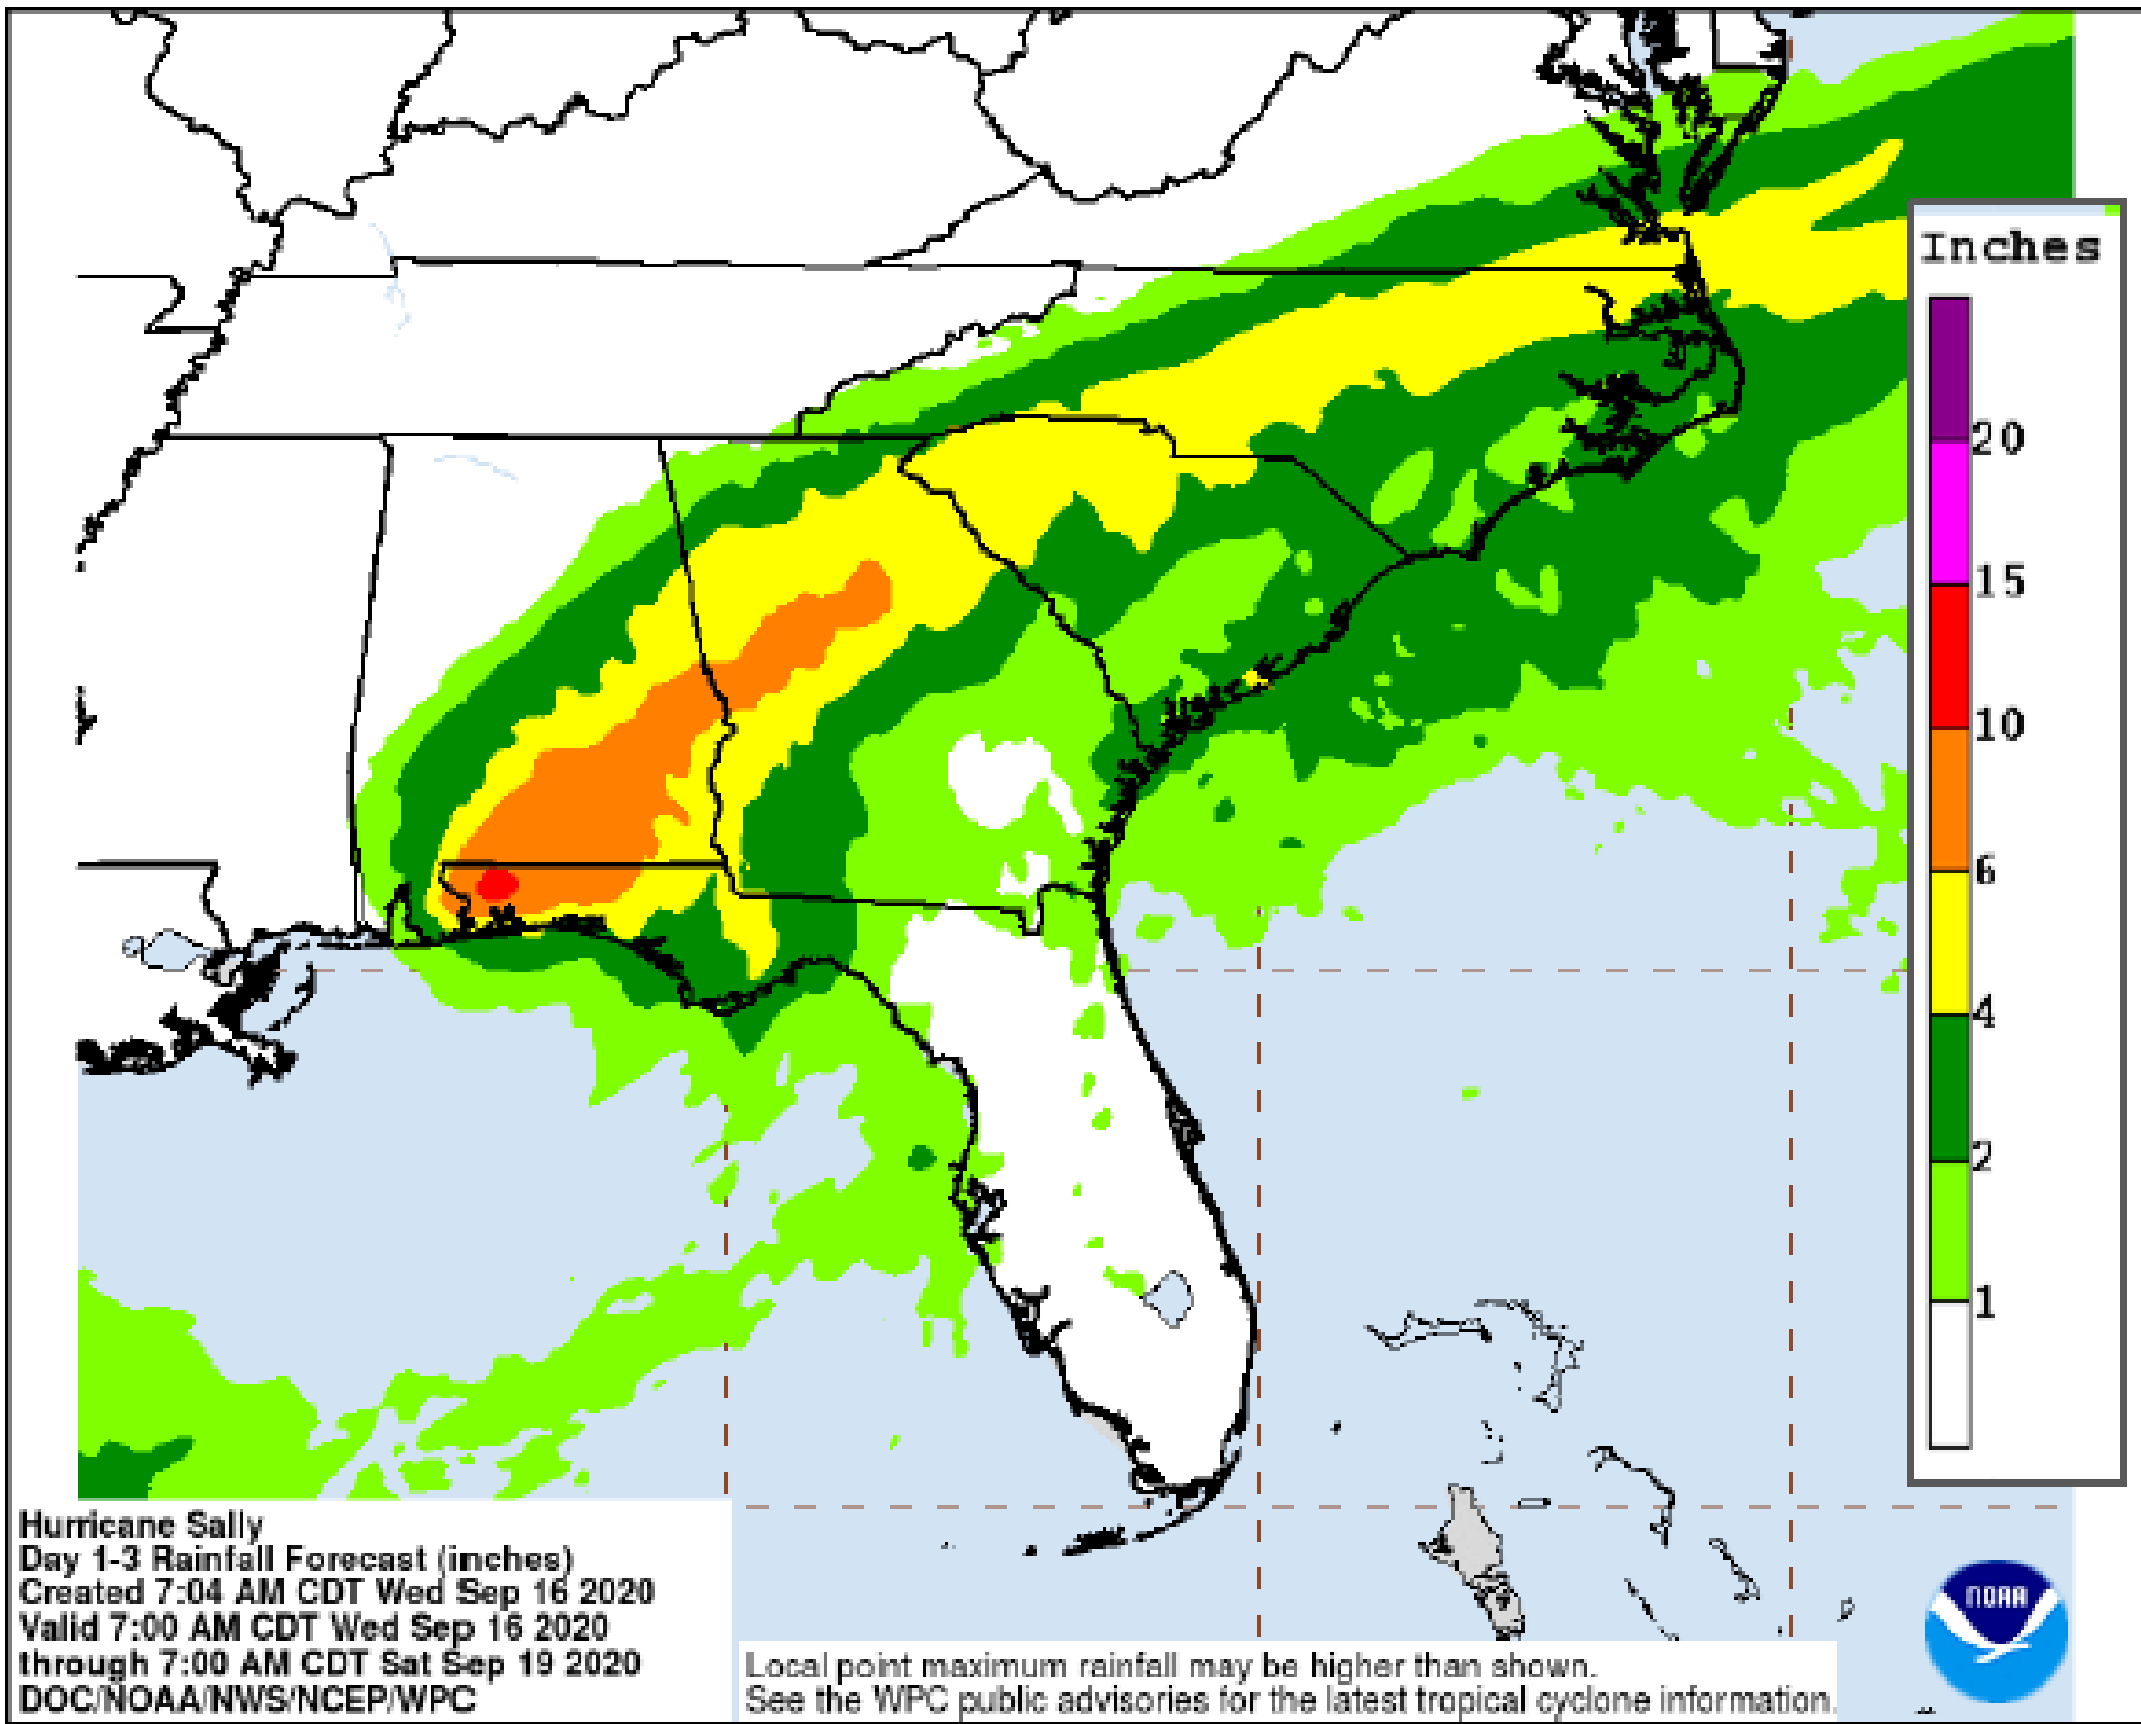 Inches
20
15
10
6
4
2
1
Hurricane Sally
Day 1-3 Rainfall Forecast (inches)
Created 7:04 AM CDT Wed Sep 16 2020
Valid 7:00 AM CDT Wed Sep 16 2020
through 7:00 AM CDT Sat Sep 19 2020
DOC/NOAA/NWS/NCEP/WPC
Local point maximum rainfall may be higher than shown.
See the WPC public advisories for the latest tropical cyclone information.
NOAA